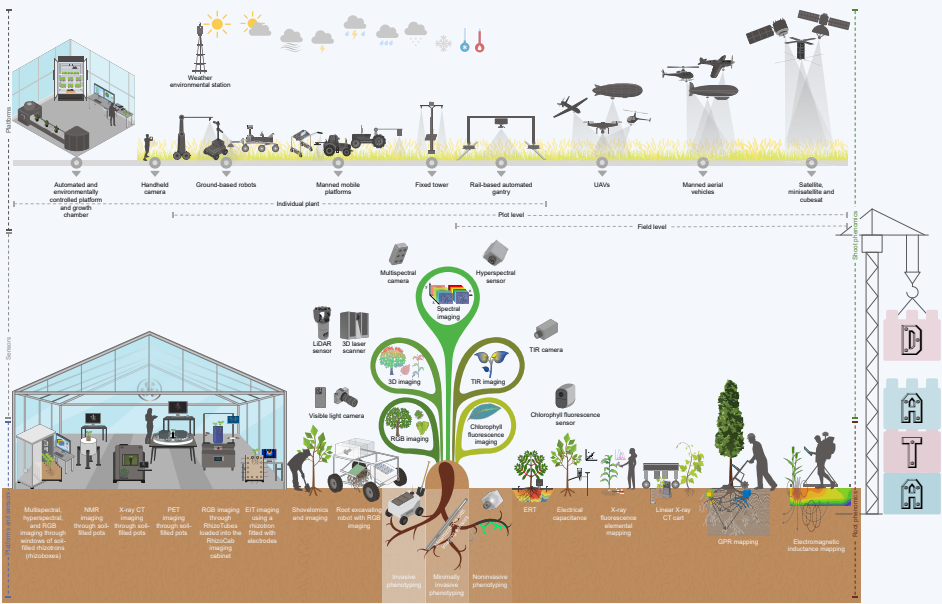 Weather
environmental station
Platforms
Automated and
environmentally
controlled platform
and growth
chamber
Handheld
camera
Ground-based robots
Manned mobile
platforms
Fixed tower
Rail-based automated
gantry
UAVs
Manned aerial
vehicles
Satellite,
minisatellite and
cubesat
Individual plant
Plot level
Field level
Shoot phenomics
Multispectral
camera
Hyperspectral
sensor
Spectral
imaging
LiDAR
sensor
3D laser
scanner
TIR camera
3D imaging
TIR imaging
Sensors
Visible light camera
Chlorophyll fluorescence
sensor
RGB imaging
Chlorophyll
fluorescence
imaging
D
A
T
A
Multispectral,
hyperspectral,
and RGB
imaging through
windows of soil-
filled rhizotrons
(rhizoboxes)
NMR
imaging
through soil-
filled pots
X-ray CT
imaging
through soil-
filled pots
PET
imaging
through soil-
filled pots
RGB imaging
through
RhizoTubes
loaded into the
RhizoCab
imaging
cabinet
EIT imaging
using a
rhizotron
fitted with
electrodes
Shovelomics
and imaging
Root excavating
robot with RGB
imaging
ERT
Electrical
capacitance
X-ray
fluorescence
elemental
mapping
Linear X-ray
CT cart
GPR mapping
Electromagnetic
inductance mapping
Invasive
phenotyping
Minimally
invasive
phenotyping
Noninvasive
phenotyping
Platforms and sensors
Root phenomics